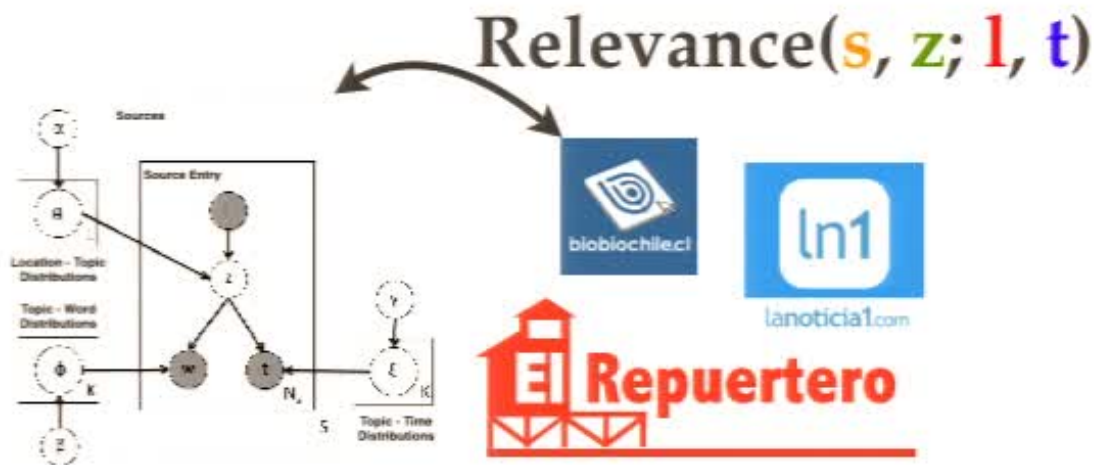 Relevance(s, z; l, t)
Sources
Source Entry
θ
Location - Topic
Distributions
z
Topic - Word
Distributions
γ
ϕ
K
w
t
N
ξ
K
S
Topic - Time
Distributions
biobiochile.cl
ln1
lanoticia1.com
El Repuertero